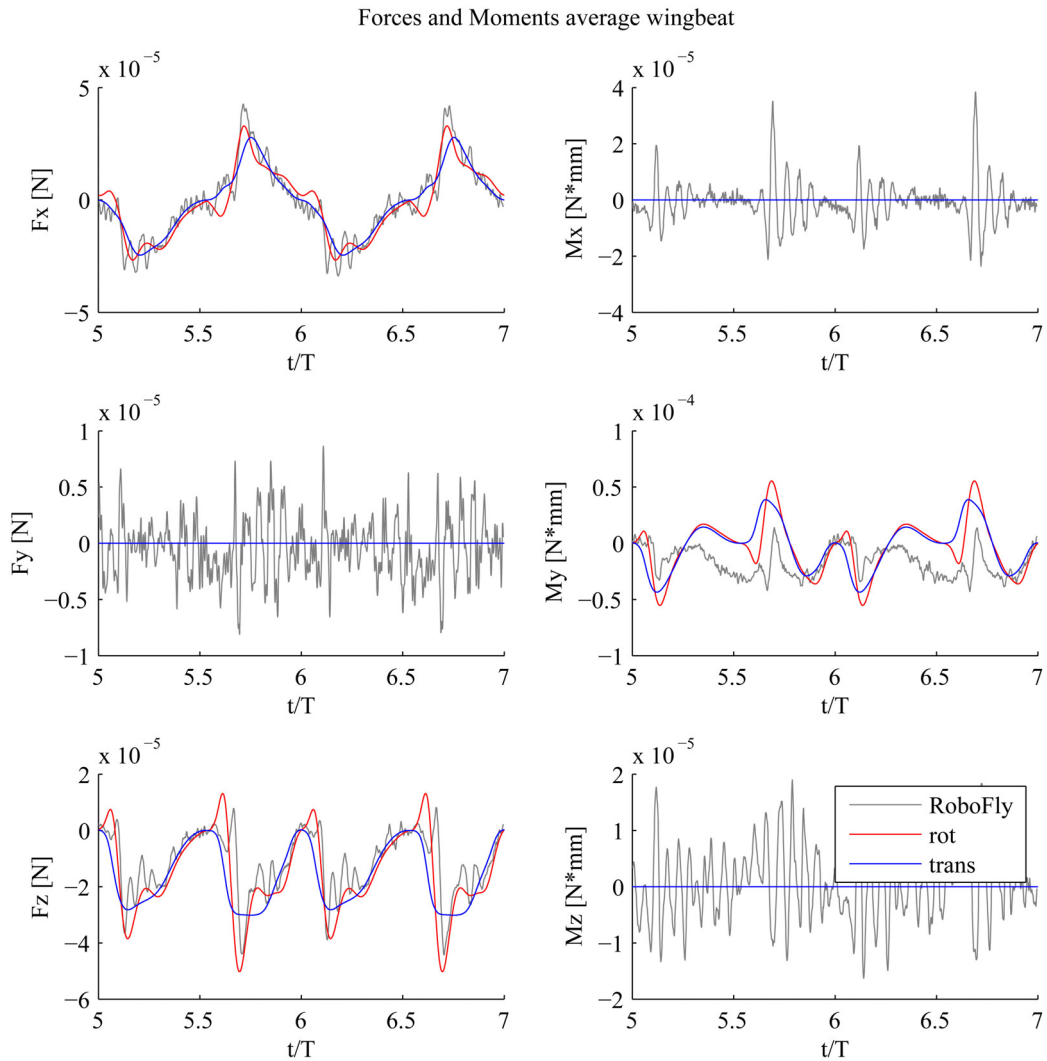 Forces and Moments average wingbeat
x 10⁻⁵
5
0
−5
Fx [N]
5 5.5 6 6.5 7
t/T
x 10⁻⁵
4
2
0
−2
−4
Mx [N*mm]
5 5.5 6 6.5 7
t/T
x 10⁻⁵
1
0.5
0
−0.5
−1
Fy [N]
5 5.5 6 6.5 7
t/T
x 10⁻⁴
1
0.5
0
−0.5
−1
My [N*mm]
5 5.5 6 6.5 7
t/T
x 10⁻⁵
2
0
−2
−4
−6
Fz [N]
5 5.5 6 6.5 7
t/T
x 10⁻⁵
2
1
0
−1
−2
Mz [N*mm]
5 5.5 6 6.5 7
t/T
RoboFly
rot
trans